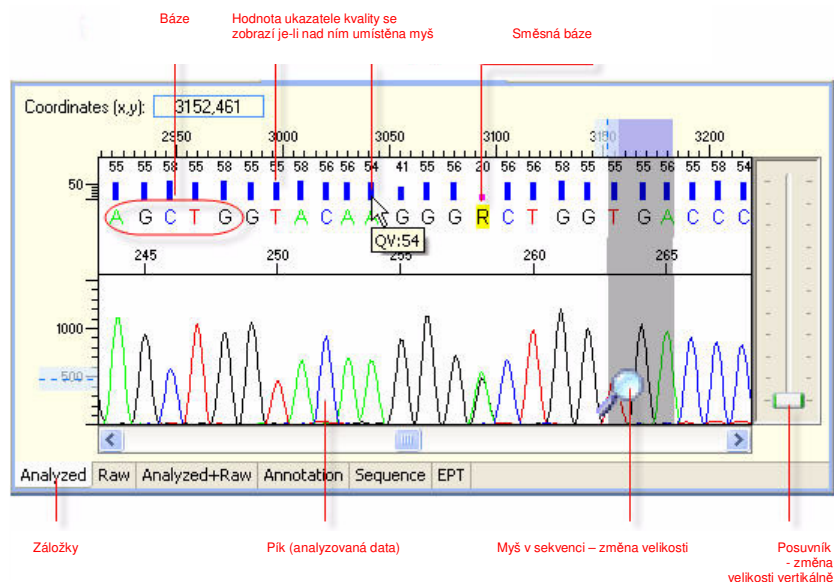 Báze
Hodnota ukazatele kvality se
zobrazí je-li nad ním umístěna myš
Směsná báze
Coordinates (x,y): 3152,461
2950 3000 3050 3100 3150 3200
55 55 58 55 58 55 58 56 56 54 41 55 56 20 56 56 58 55 55 56 55 58 54
50
A G C T G G T A C A A G G G R C T G G T G A C C C
QV:54
245 250 255 260 265
1000
500
Analyzed Raw Analyzed+Raw Annotation Sequence EPT
Záložky
Pík (analyzovaná data)
Myš v sekvenci – změna velikosti
Posuvník
- změna
velikosti vertikálně